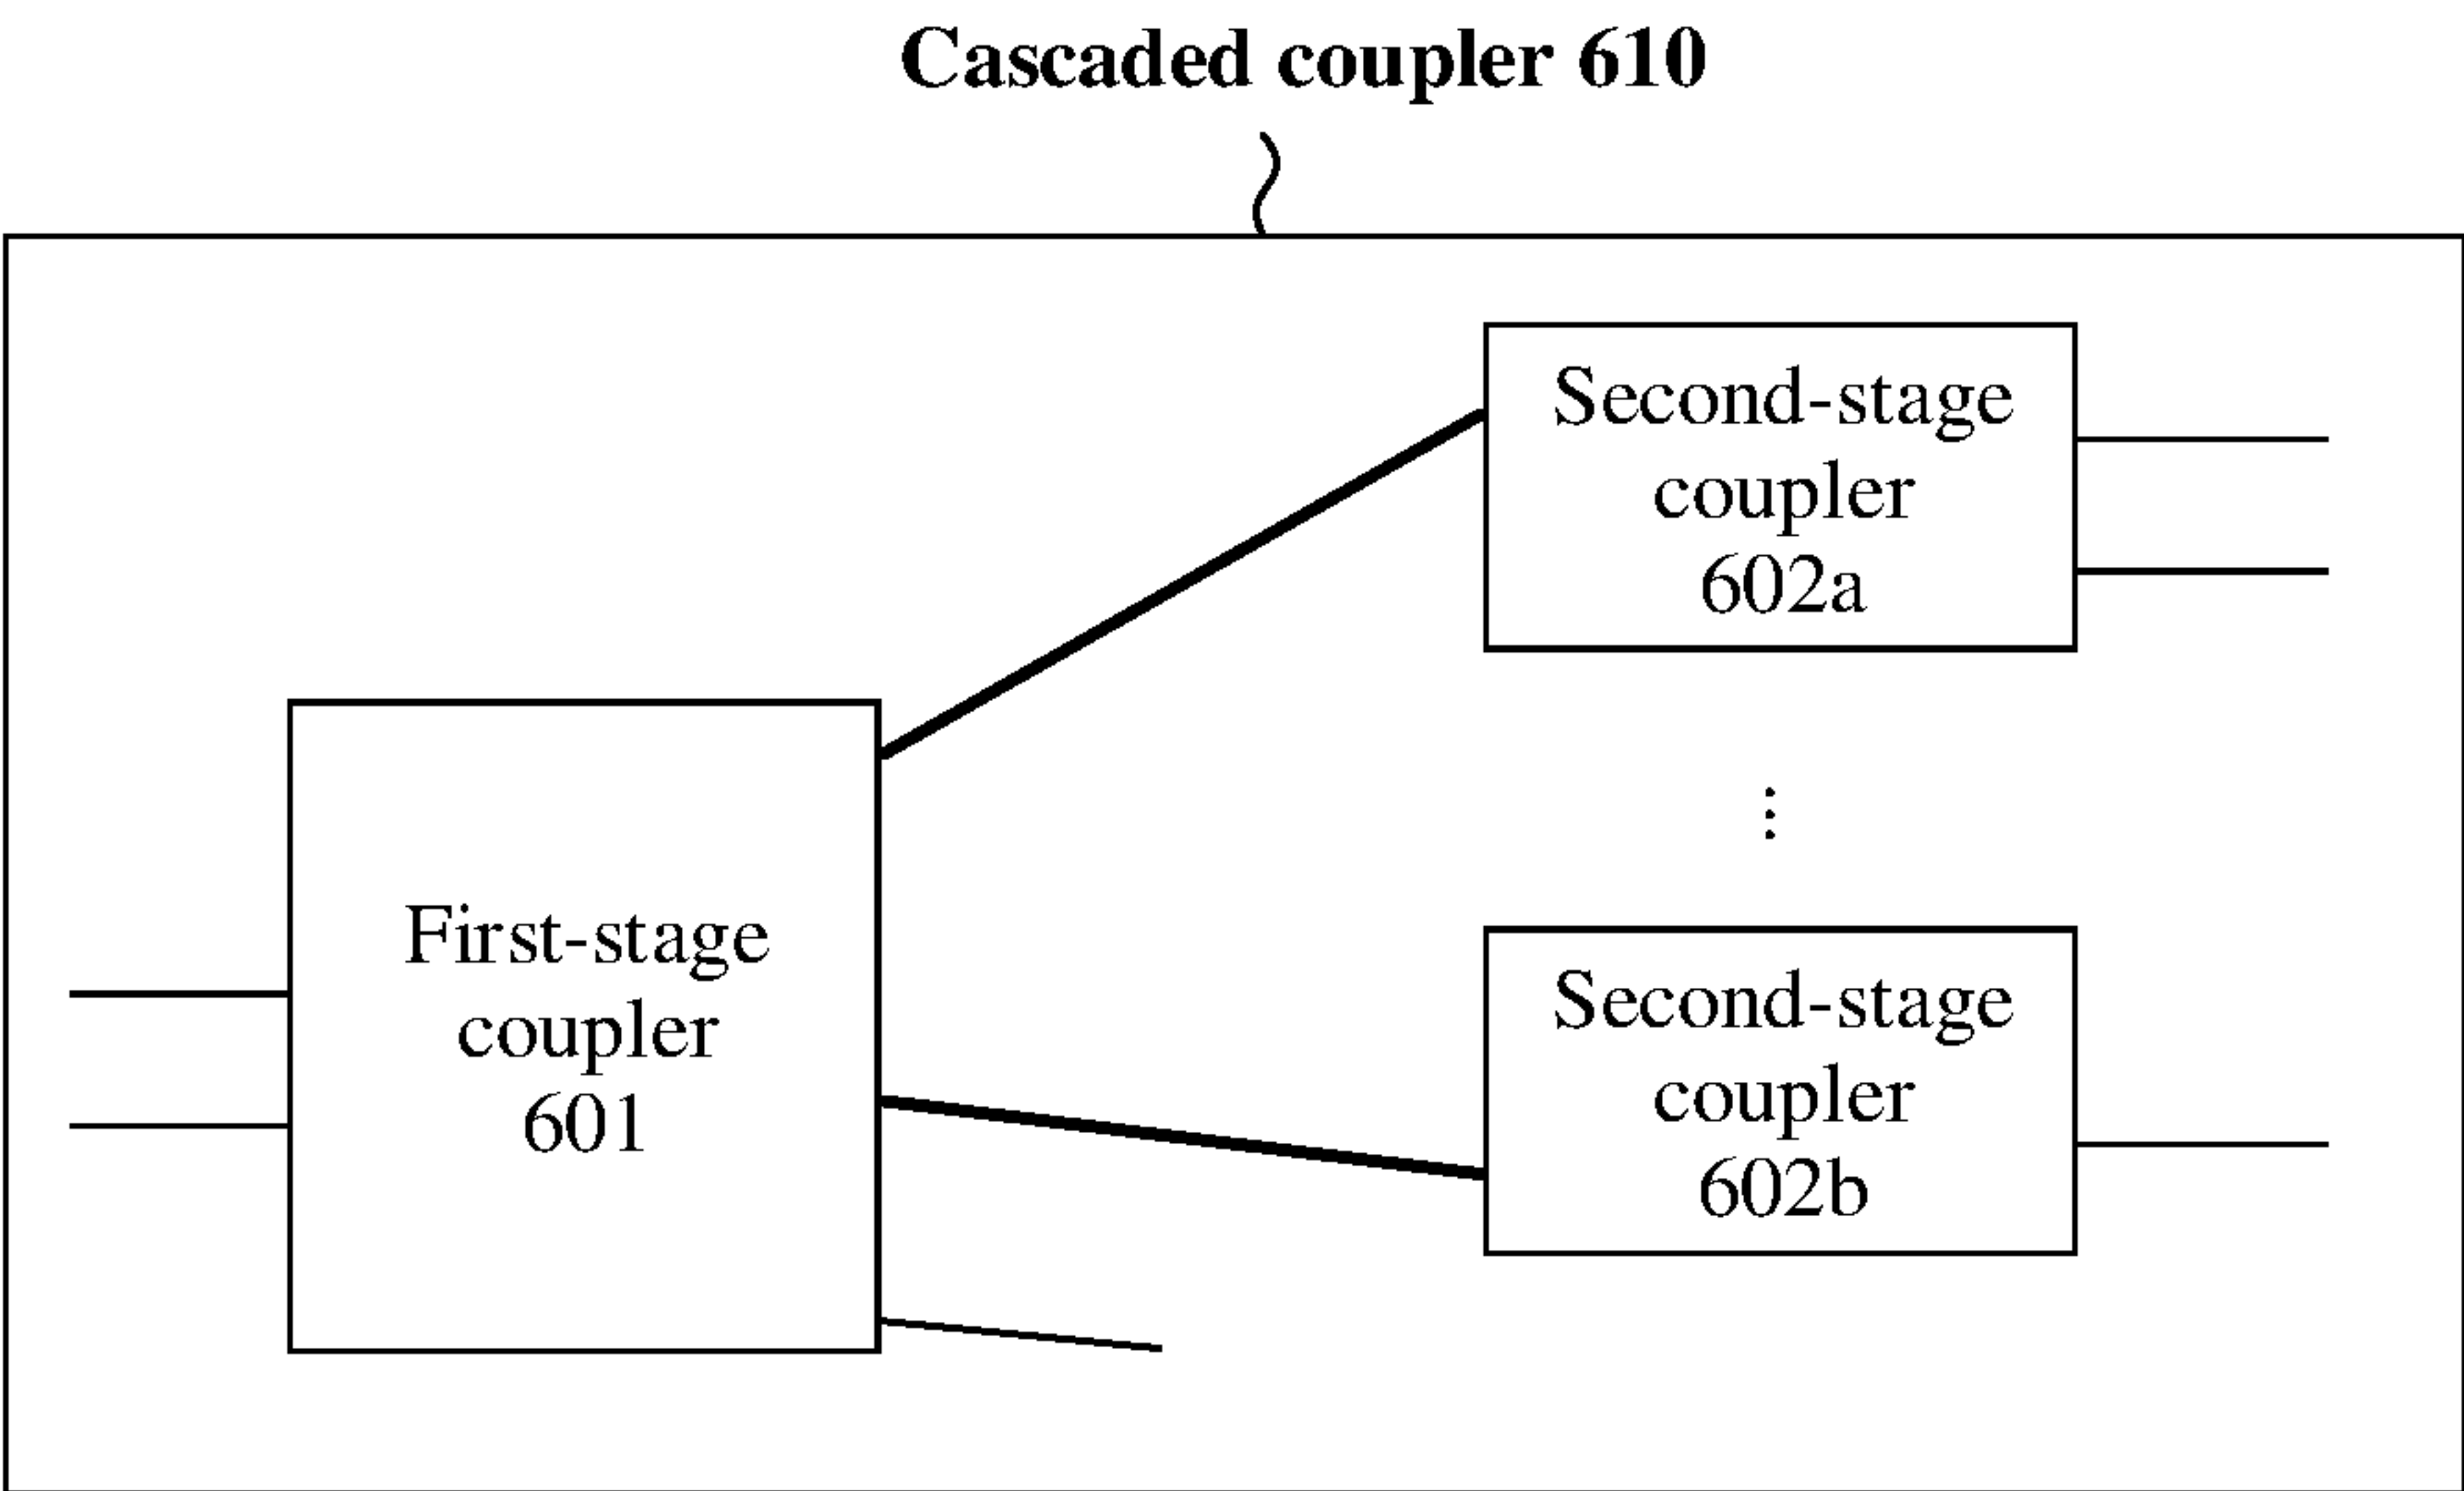 Cascaded coupler 610
Second-stage
coupler
602a
First-stage
coupler
601
Second-stage
coupler
602b